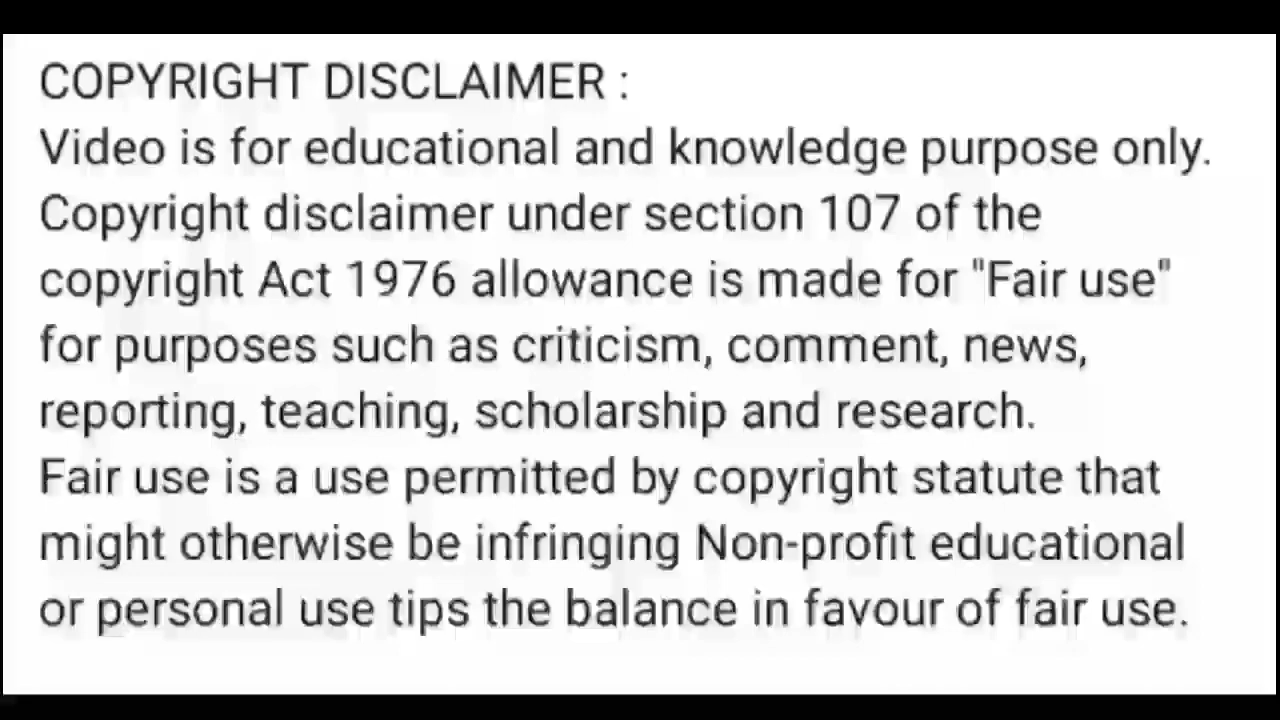 COPYRIGHT DISCLAIMER :
Video is for educational and knowledge purpose only.
Copyright disclaimer under section 107 of the
copyright Act 1976 allowance is made for "Fair use"
for purposes such as criticism, comment, news,
reporting, teaching, scholarship and research.
Fair use is a use permitted by copyright statute that
might otherwise be infringing Non-profit educational
or personal use tips the balance in favour of fair use.